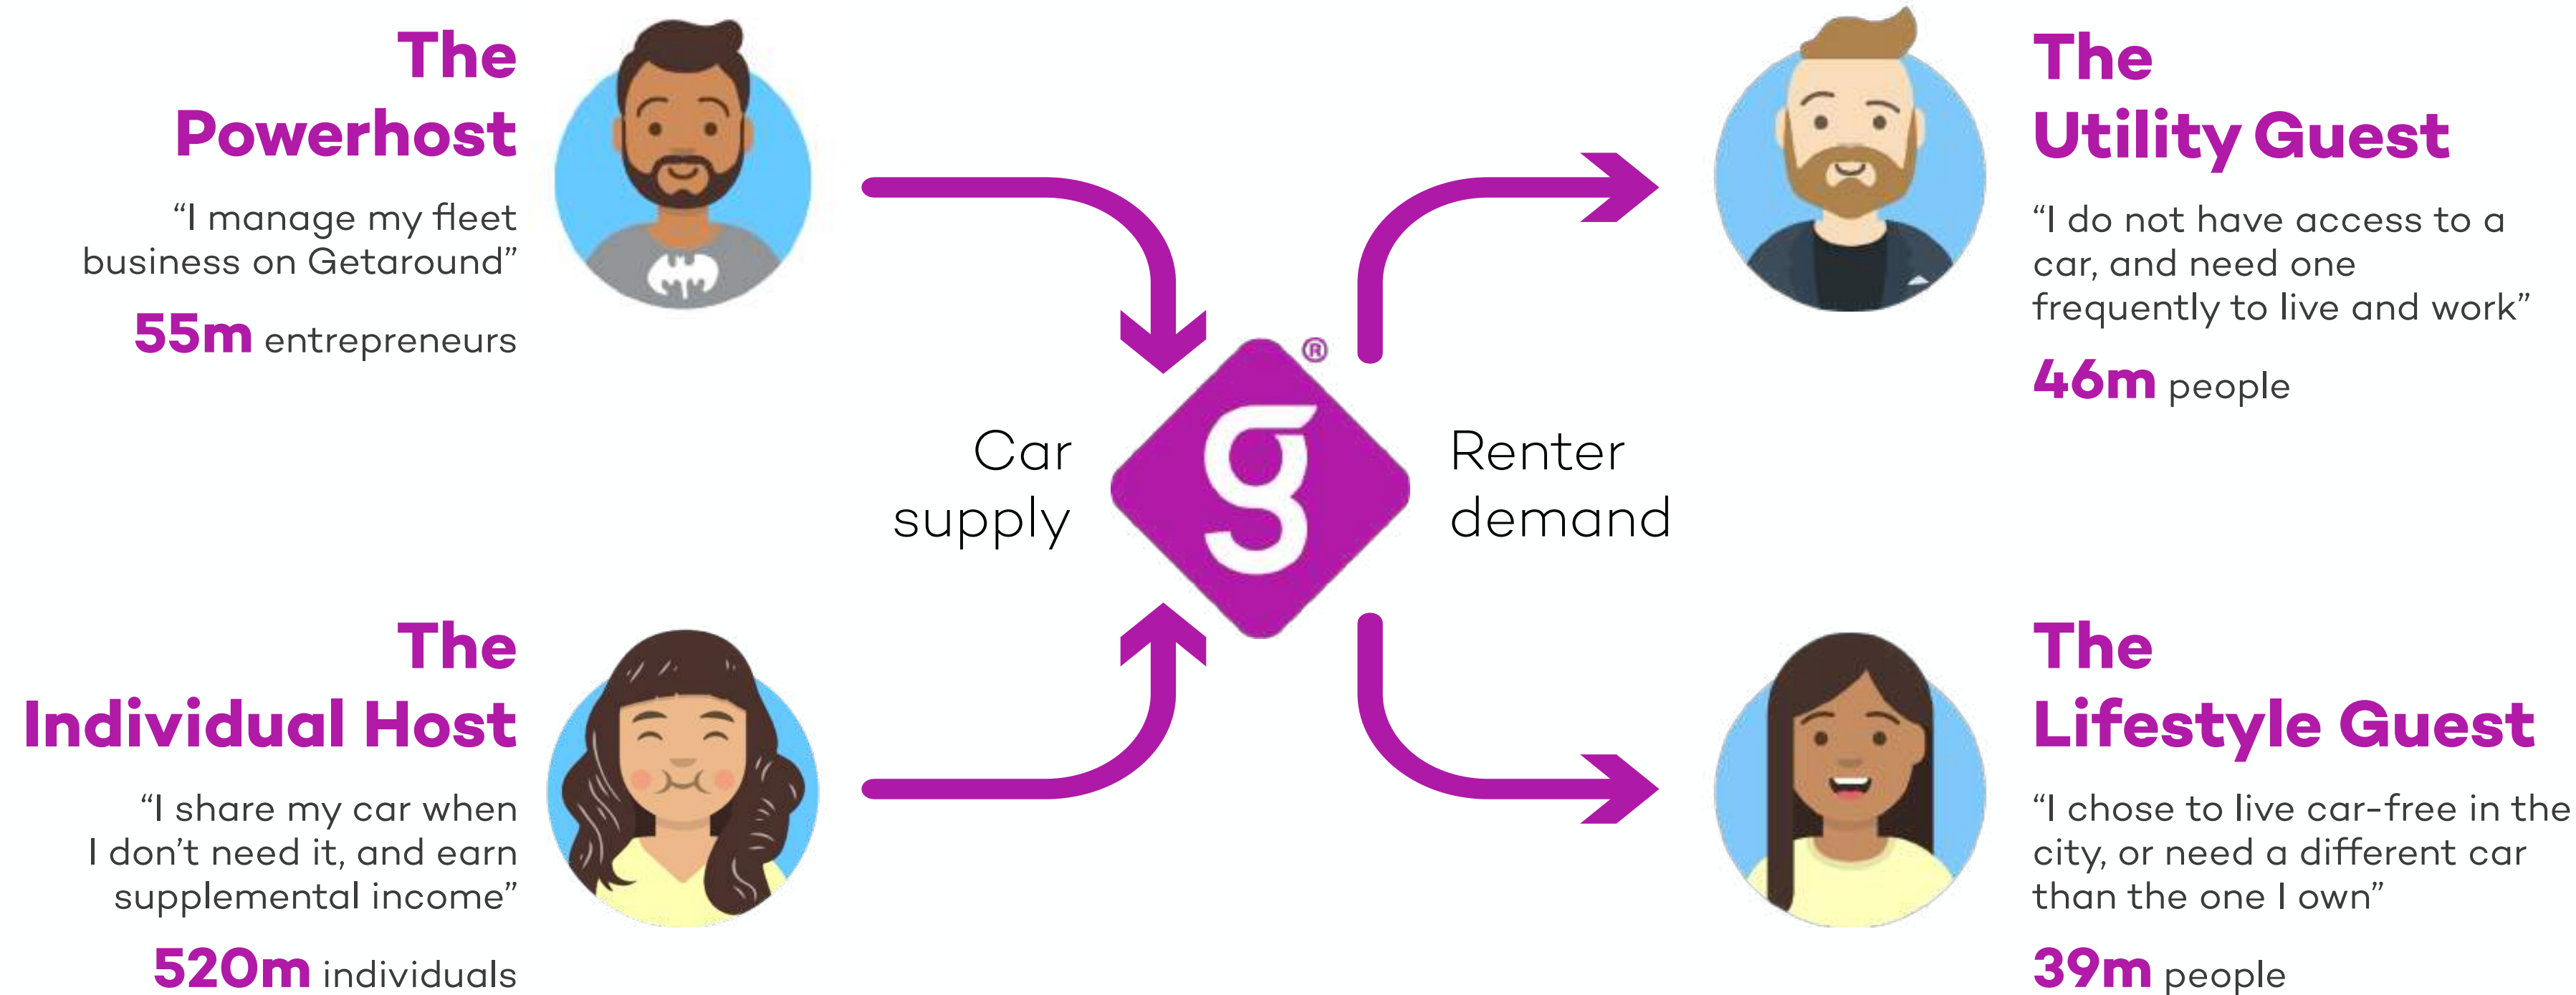 The
Powerhost
“I manage my fleet
business on Getaround”
55m entrepreneurs
The
Individual Host
“I share my car when
I don’t need it, and earn
supplemental income”
520m individuals
Car
supply
®
g
Renter
demand
The
Utility Guest
“I do not have access to a
car, and need one
frequently to live and work”
46m people
The
Lifestyle Guest
“I chose to live car-free in the
city, or need a different car
than the one I own”
39m people